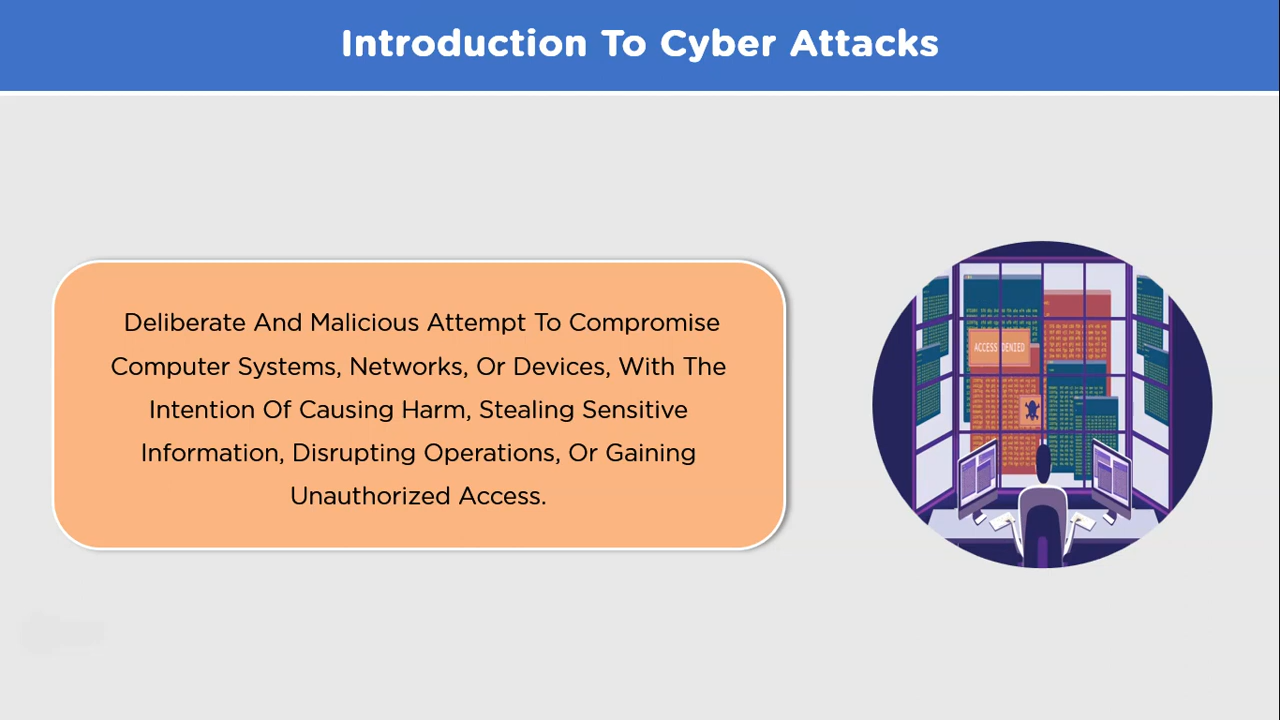 Introduction To Cyber Attacks
Deliberate And Malicious Attempt To Compromise
Computer Systems, Networks, Or Devices, With The
Intention Of Causing Harm, Stealing Sensitive
Information, Disrupting Operations, Or Gaining
Unauthorized Access.
ACCESS DENIED